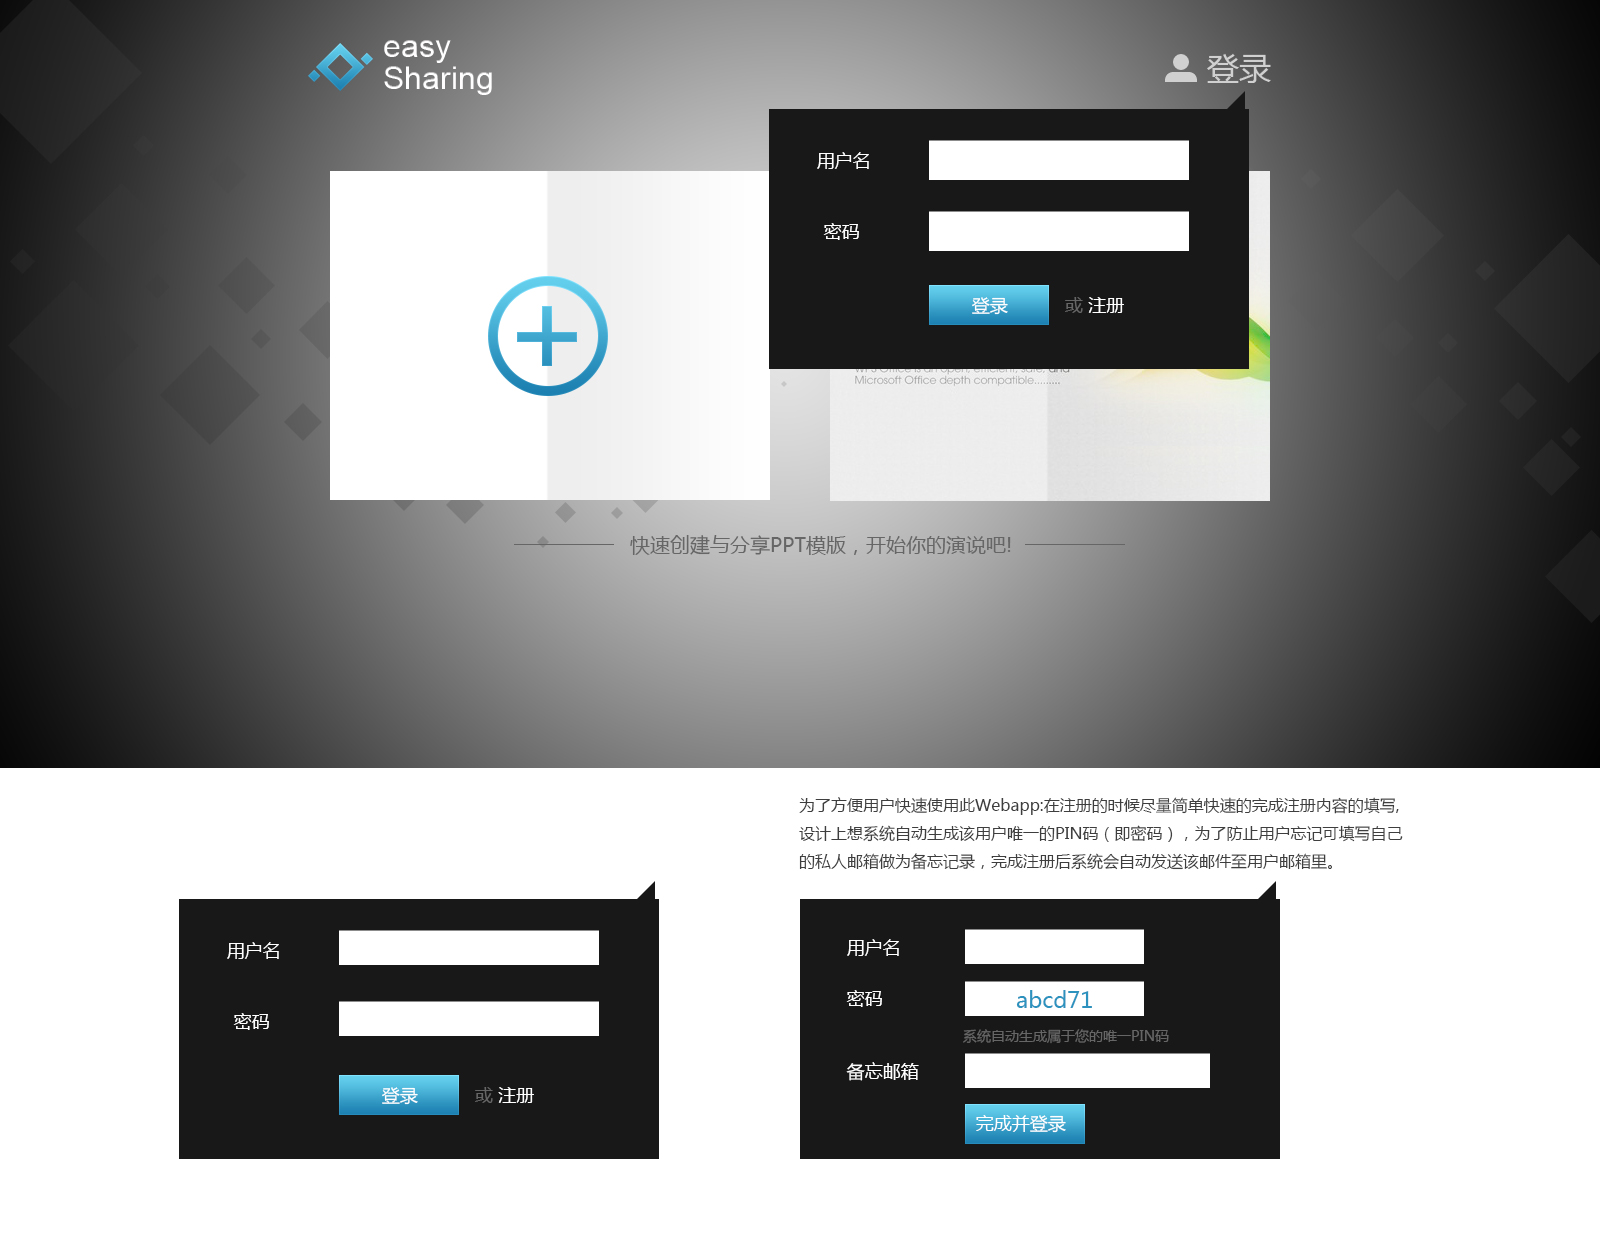 easy
Sharing
登录
用户名
密码
登录 或 注册
WPS Office is an open, efficient, safe, and
Microsoft Office depth compatible.........
快速创建与分享PPT模版，开始你的演说吧!
为了方便用户快速使用此Webapp:在注册的时候尽量简单快速的完成注册内容的填写,
设计上想系统自动生成该用户唯一的PIN码（即密码），为了防止用户忘记可填写自己
的私人邮箱做为备忘记录，完成注册后系统会自动发送该邮件至用户邮箱里。
用户名
密码
登录 或 注册
用户名
密码 abcd71
系统自动生成属于您的唯一PIN码
备忘邮箱
完成并登录